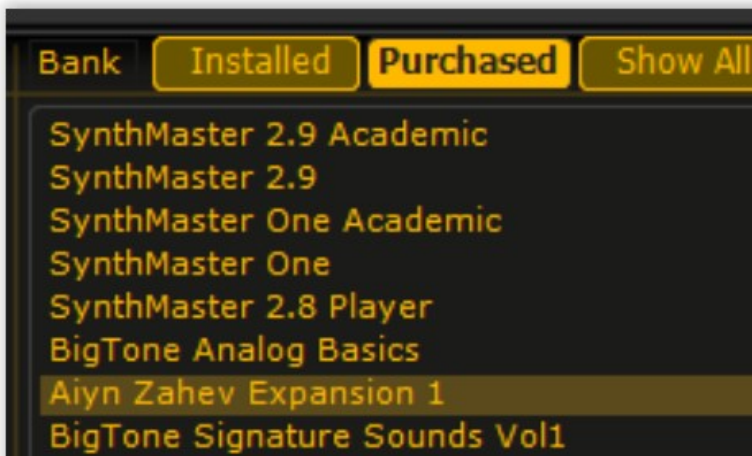 Bank Installed Purchased Show All
SynthMaster 2.9 Academic
SynthMaster 2.9
SynthMaster One Academic
SynthMaster One
SynthMaster 2.8 Player
BigTone Analog Basics
Aiyn Zahev Expansion 1
BigTone Signature Sounds Vol1